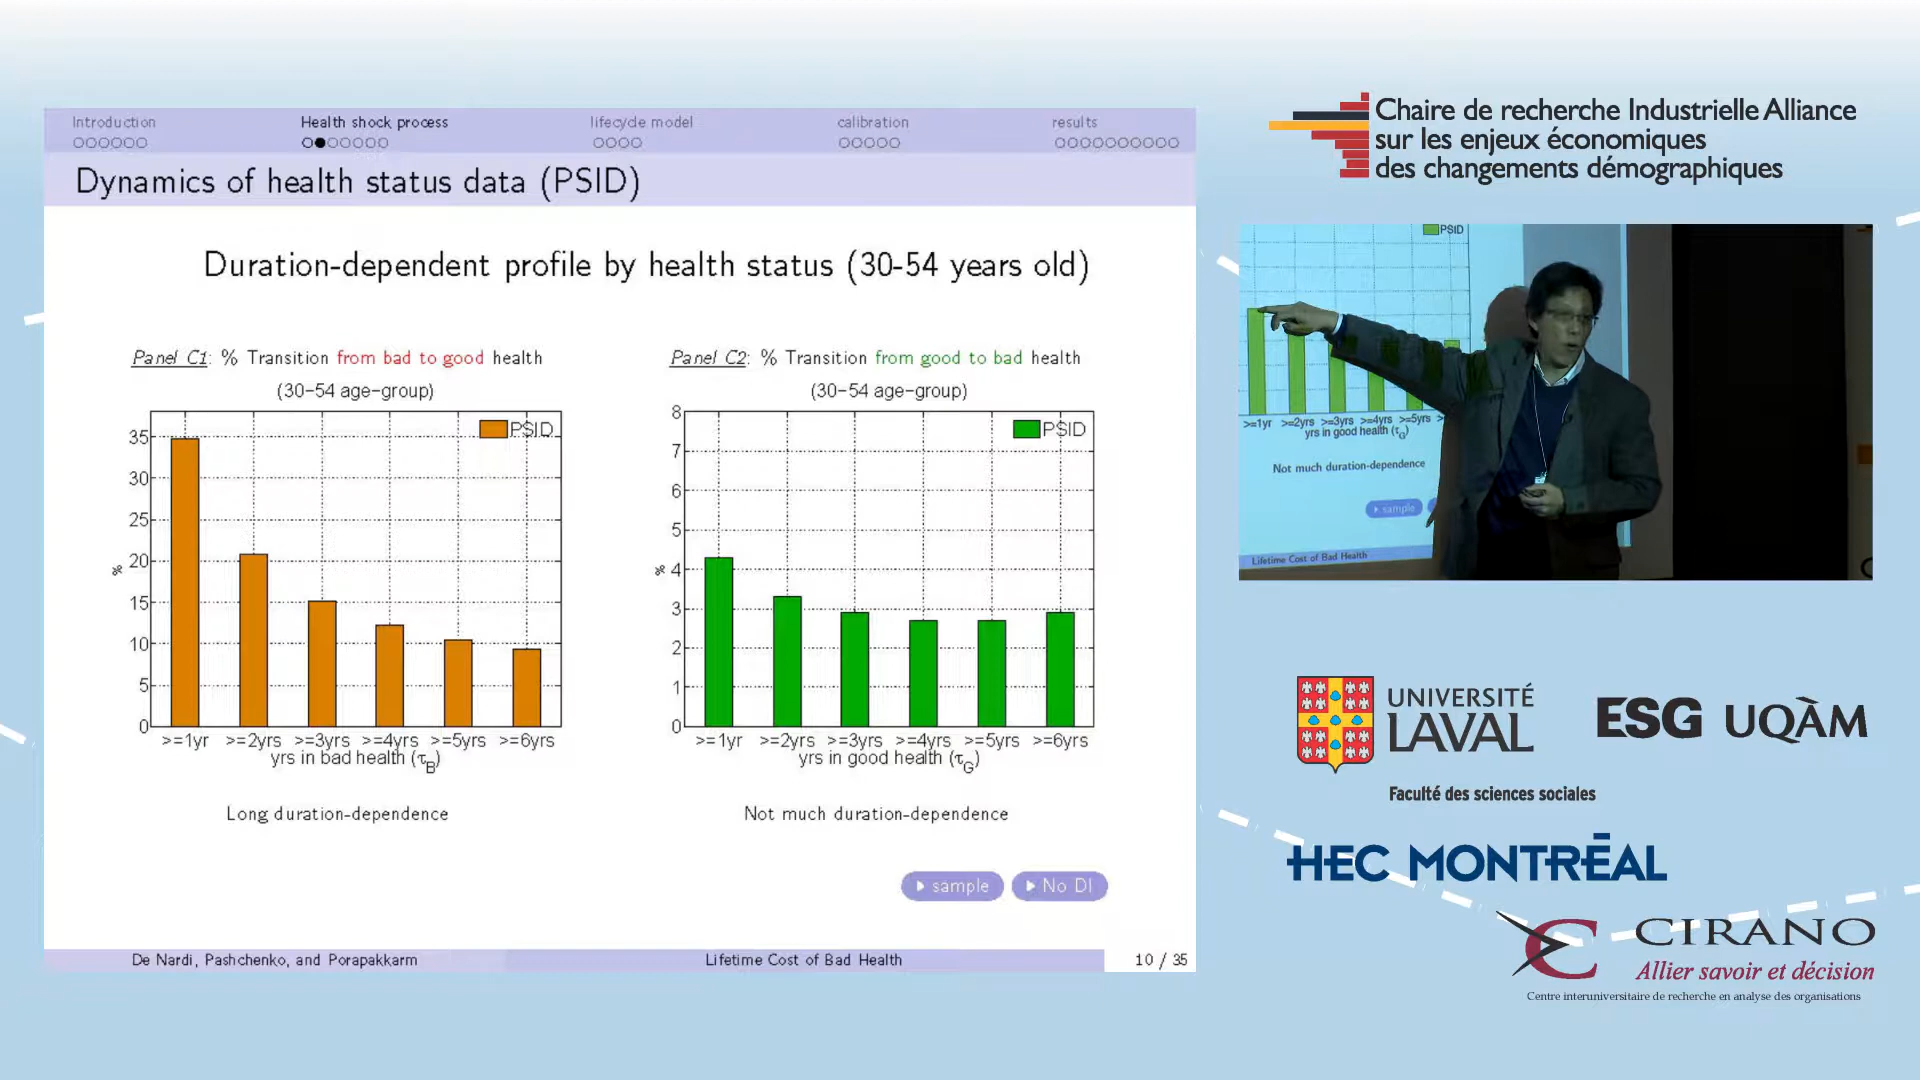 Introduction
Health shock process
lifecycle model
calibration
results
Dynamics of health status data (PSID)
Duration-dependent profile by health status (30-54 years old)
Panel C1: % Transition from bad to good health
(30-54 age-group)
PSID
35
30
25
20
15
10
5
0
%
>=1yr >=2yrs >=3yrs >=4yrs >=5yrs >=6yrs
yrs in bad health (τB)
Long duration-dependence
Panel C2: % Transition from good to bad health
(30-54 age-group)
PSID
8
7
6
5
4
3
2
1
0
%
>=1yr >=2yrs >=3yrs >=4yrs >=5yrs >=6yrs
yrs in good health (τG)
Not much duration-dependence
sample
No DI
De Nardi, Pashchenko, and Porapakkarm
Lifetime Cost of Bad Health
10 / 35
Chaire de recherche Industrielle Alliance
sur les enjeux économiques
des changements démographiques
PSID
>=1yr >=2yrs >=3yrs >=4yrs >=5yrs
yrs in good health (τG)
Not much duration-dependence
sample
Lifetime Cost of Bad Health
UNIVERSITÉ
LAVAL
Faculté des sciences sociales
ESG UQÀM
HEC MONTRÉAL
CIRANO
Allier savoir et décision
Centre interuniversitaire de recherche en analyse des organisations